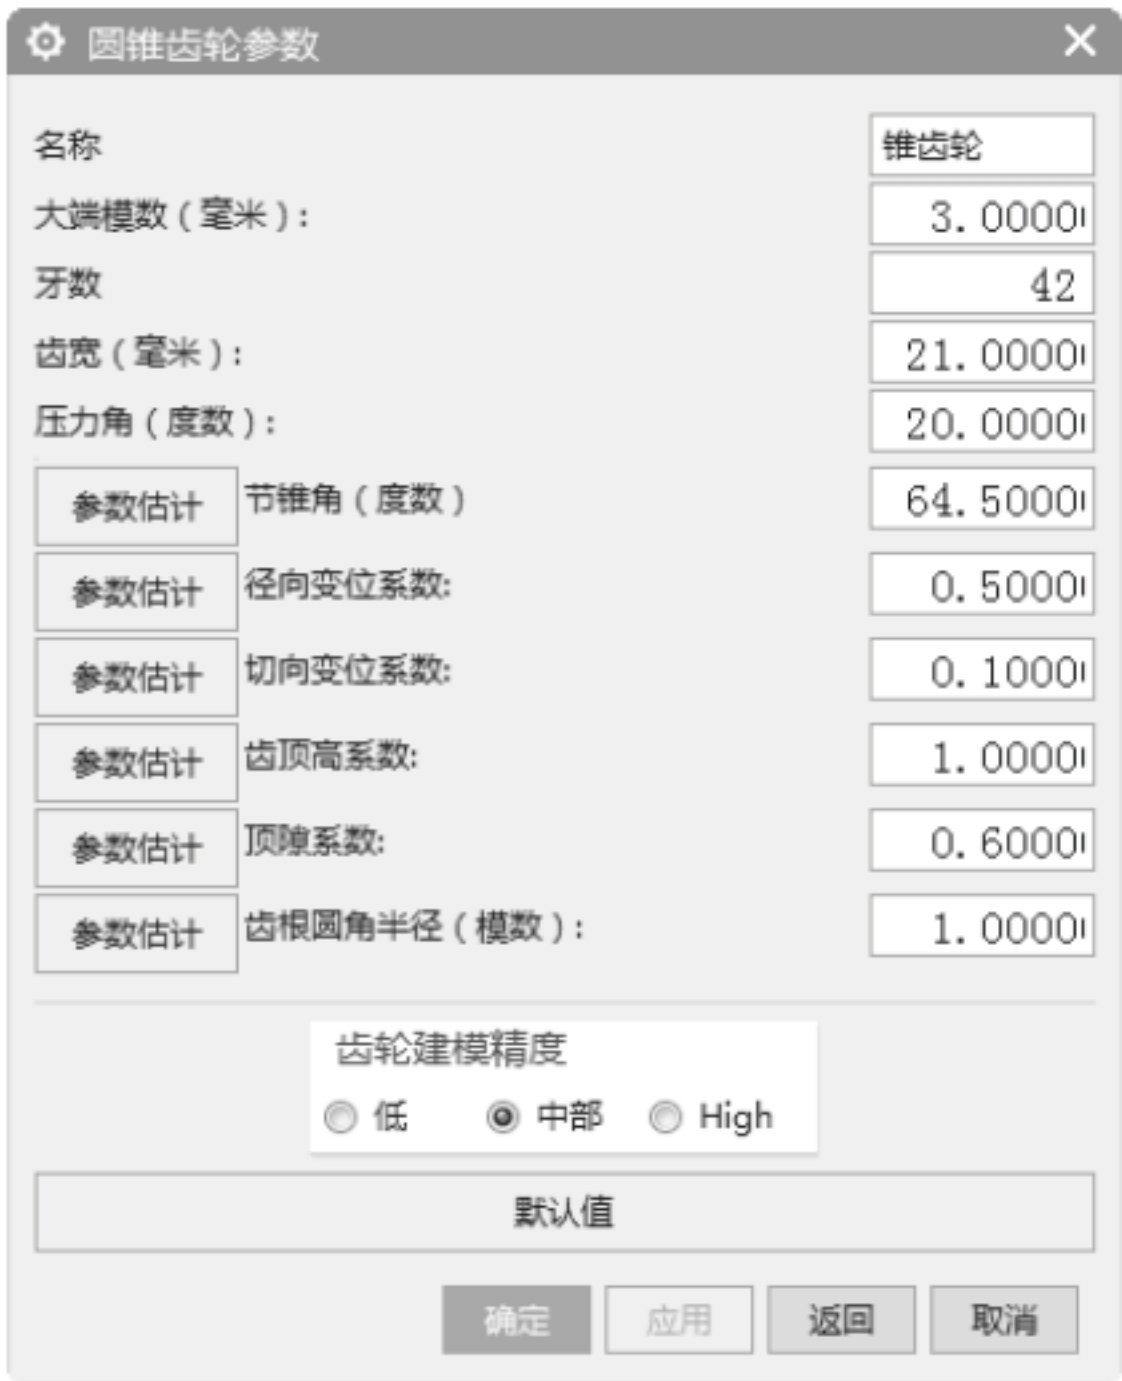 圆锥齿轮参数
名称 锥齿轮
大端模数（毫米）: 3.0000
牙数 42
齿宽（毫米）: 21.0000
压力角（度数）: 20.0000
参数估计 节锥角（度数） 64.5000
参数估计 径向变位系数: 0.5000
参数估计 切向变位系数: 0.1000
参数估计 齿顶高系数: 1.0000
参数估计 顶隙系数: 0.6000
参数估计 齿根圆角半径（模数）: 1.0000
齿轮建模精度
低 中部 High
默认值
确定 应用 返回 取消